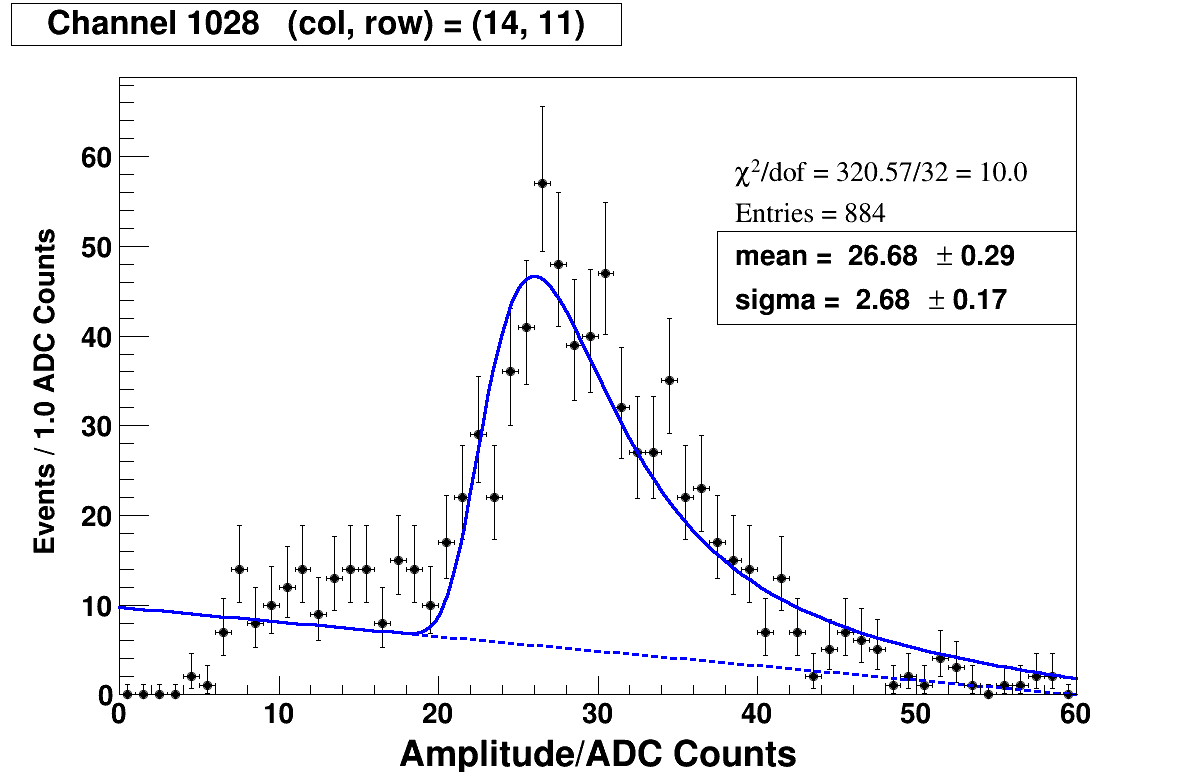 Channel 1028 (col, row) = (14, 11)
χ²/dof = 320.57/32 = 10.0
Entries = 884
mean = 26.68 ± 0.29
sigma = 2.68 ± 0.17
Events / 1.0 ADC Counts
60
50
40
30
20
10
0
0 10 20 30 40 50 60
Amplitude/ADC Counts